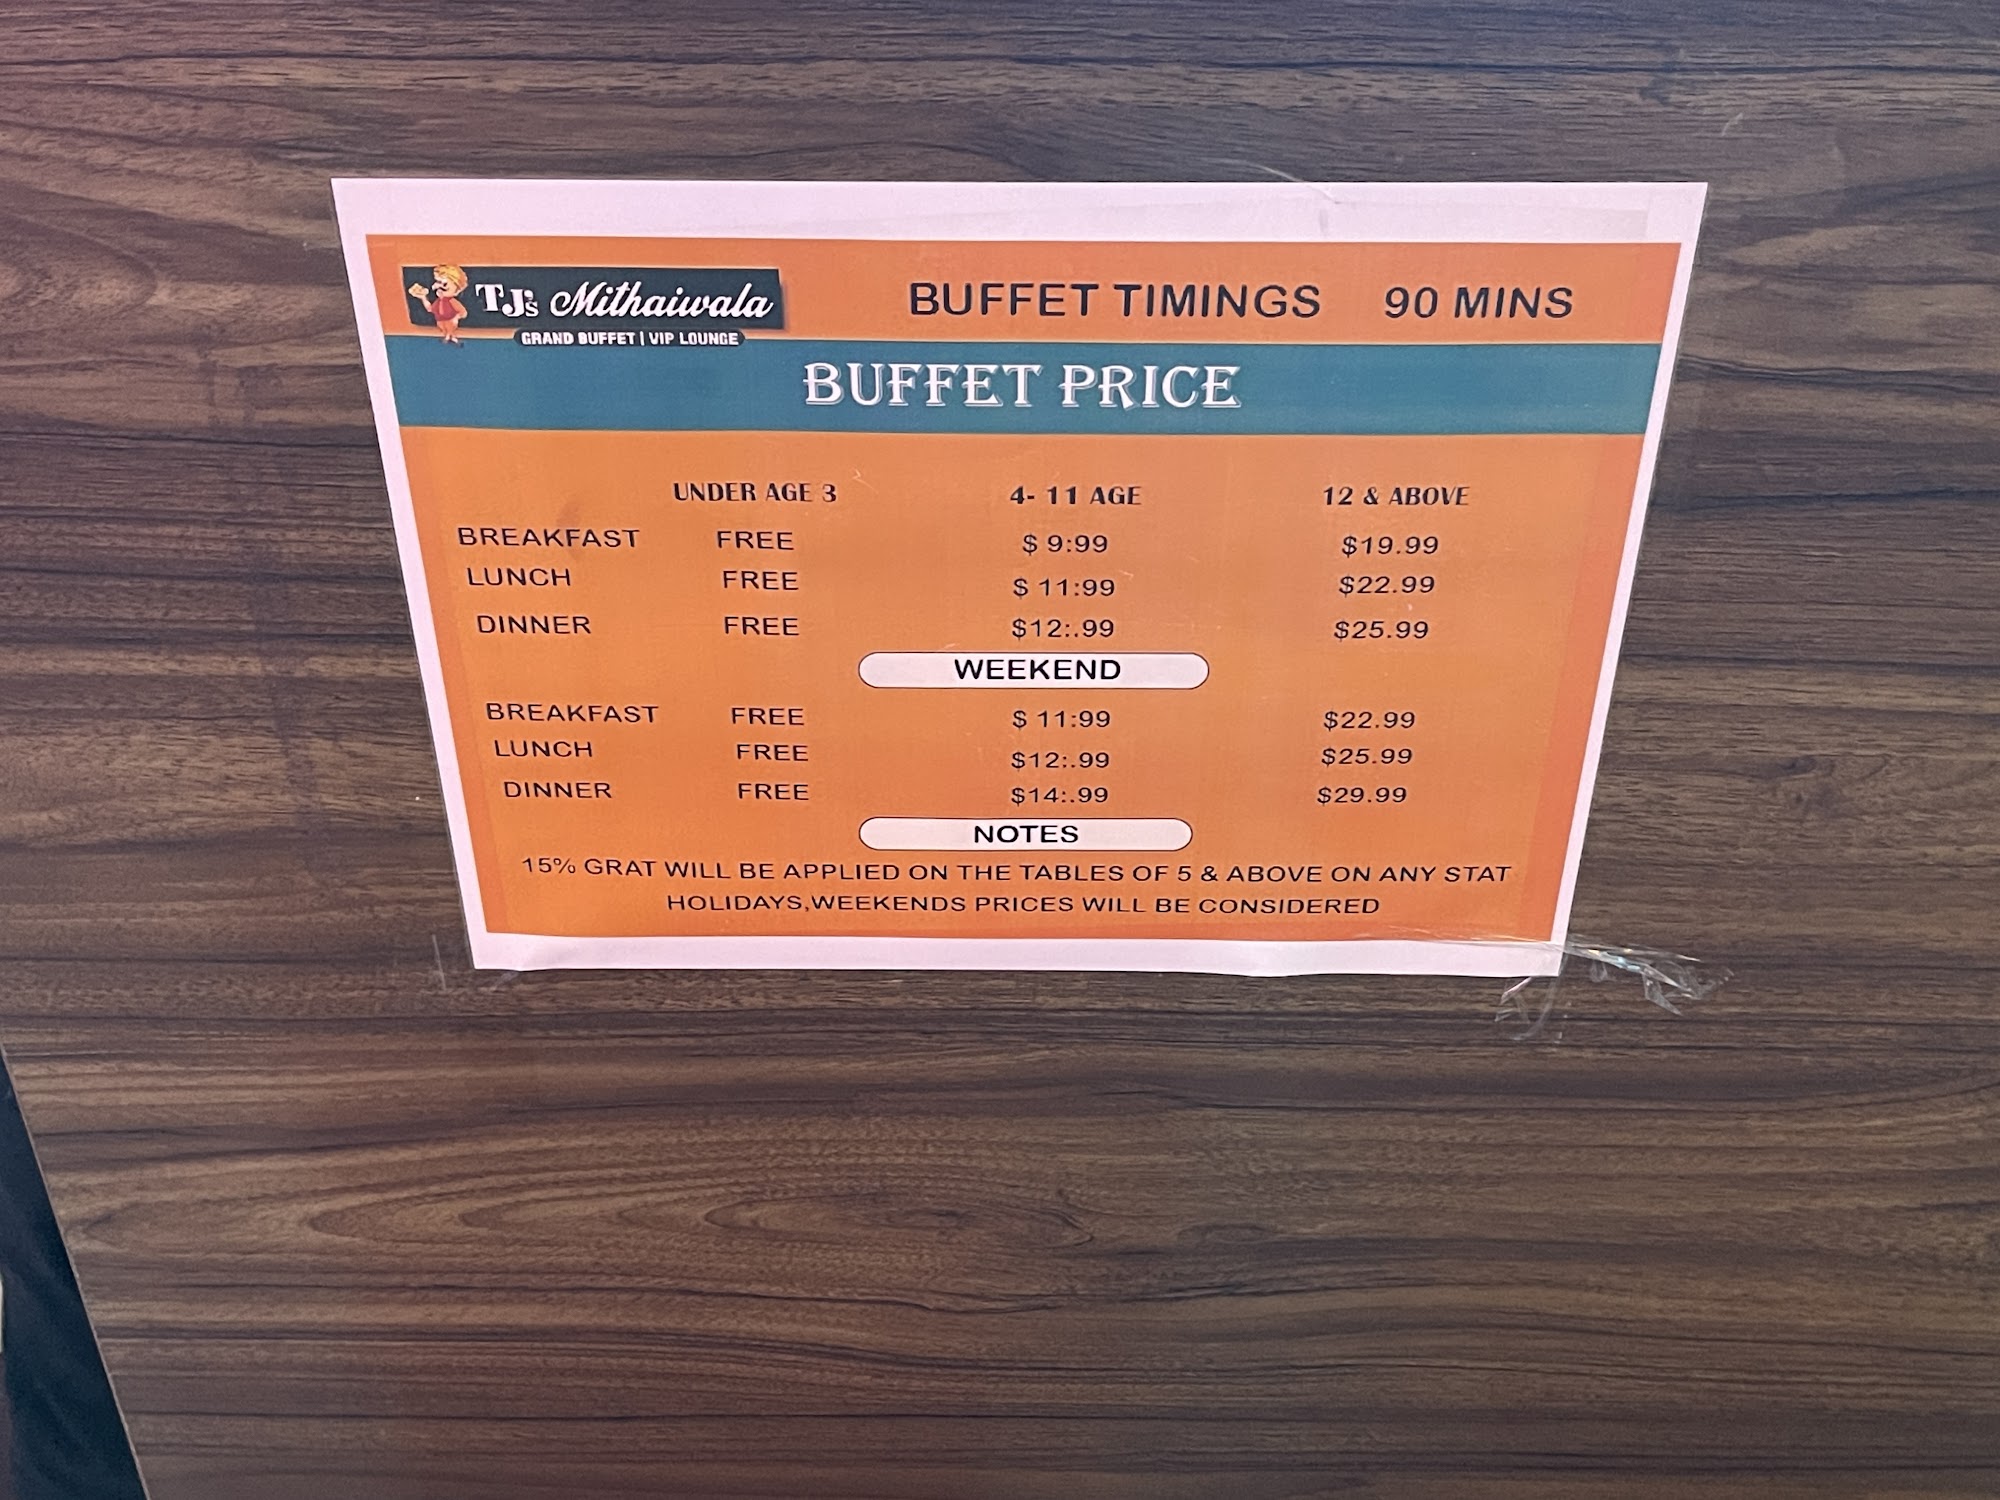 TJ's Mithaiwala
GRAND BUFFET | VIP LOUNGE
BUFFET TIMINGS 90 MINS
BUFFET PRICE
UNDER AGE 3 4- 11 AGE 12 & ABOVE
BREAKFAST FREE $ 9:99 $19.99
LUNCH FREE $ 11:99 $22.99
DINNER FREE $12:.99 $25.99
WEEKEND
BREAKFAST FREE $ 11:99 $22.99
LUNCH FREE $12:.99 $25.99
DINNER FREE $14:.99 $29.99
NOTES
15% GRAT WILL BE APPLIED ON THE TABLES OF 5 & ABOVE ON ANY STAT
HOLIDAYS,WEEKENDS PRICES WILL BE CONSIDERED